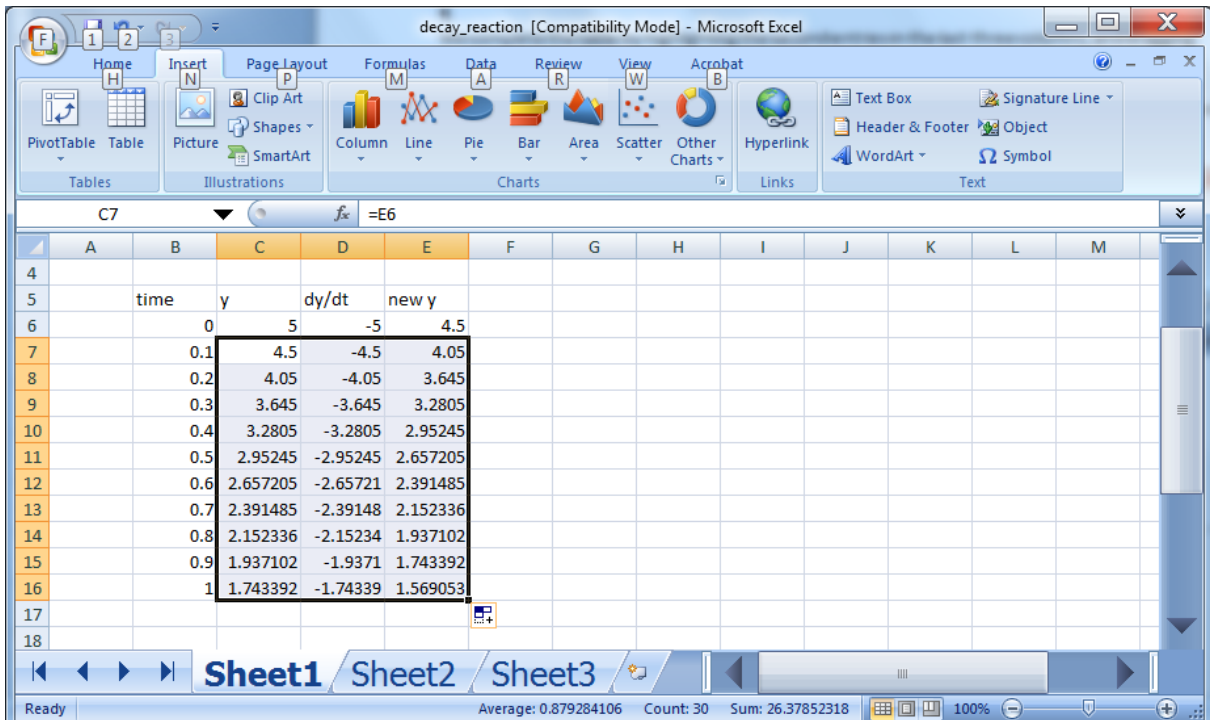 decay_reaction [Compatibility Mode] - Microsoft Excel
F 1 2 3
Home Insert Page Layout Formulas Data Review View Acrobat
H N P M A R W B
PivotTable Table Picture Clip Art Shapes SmartArt Column Line Pie Bar Area Scatter Other Charts Hyperlink Text Box Header & Footer WordArt Signature Line Object Symbol
Tables Illustrations Charts Links Text
C7 fx =E6
A B C D E F G H I J K L M
4
5 time y dy/dt new y
6 0 5 -5 4.5
7 0.1 4.5 -4.5 4.05
8 0.2 4.05 -4.05 3.645
9 0.3 3.645 -3.645 3.2805
10 0.4 3.2805 -3.2805 2.95245
11 0.5 2.95245 -2.95245 2.657205
12 0.6 2.657205 -2.65721 2.391485
13 0.7 2.391485 -2.39148 2.152336
14 0.8 2.152336 -2.15234 1.937102
15 0.9 1.937102 -1.9371 1.743392
16 1 1.743392 -1.74339 1.569053
17
18
Sheet1 Sheet2 Sheet3
Ready Average: 0.879284106 Count: 30 Sum: 26.37852318 100%